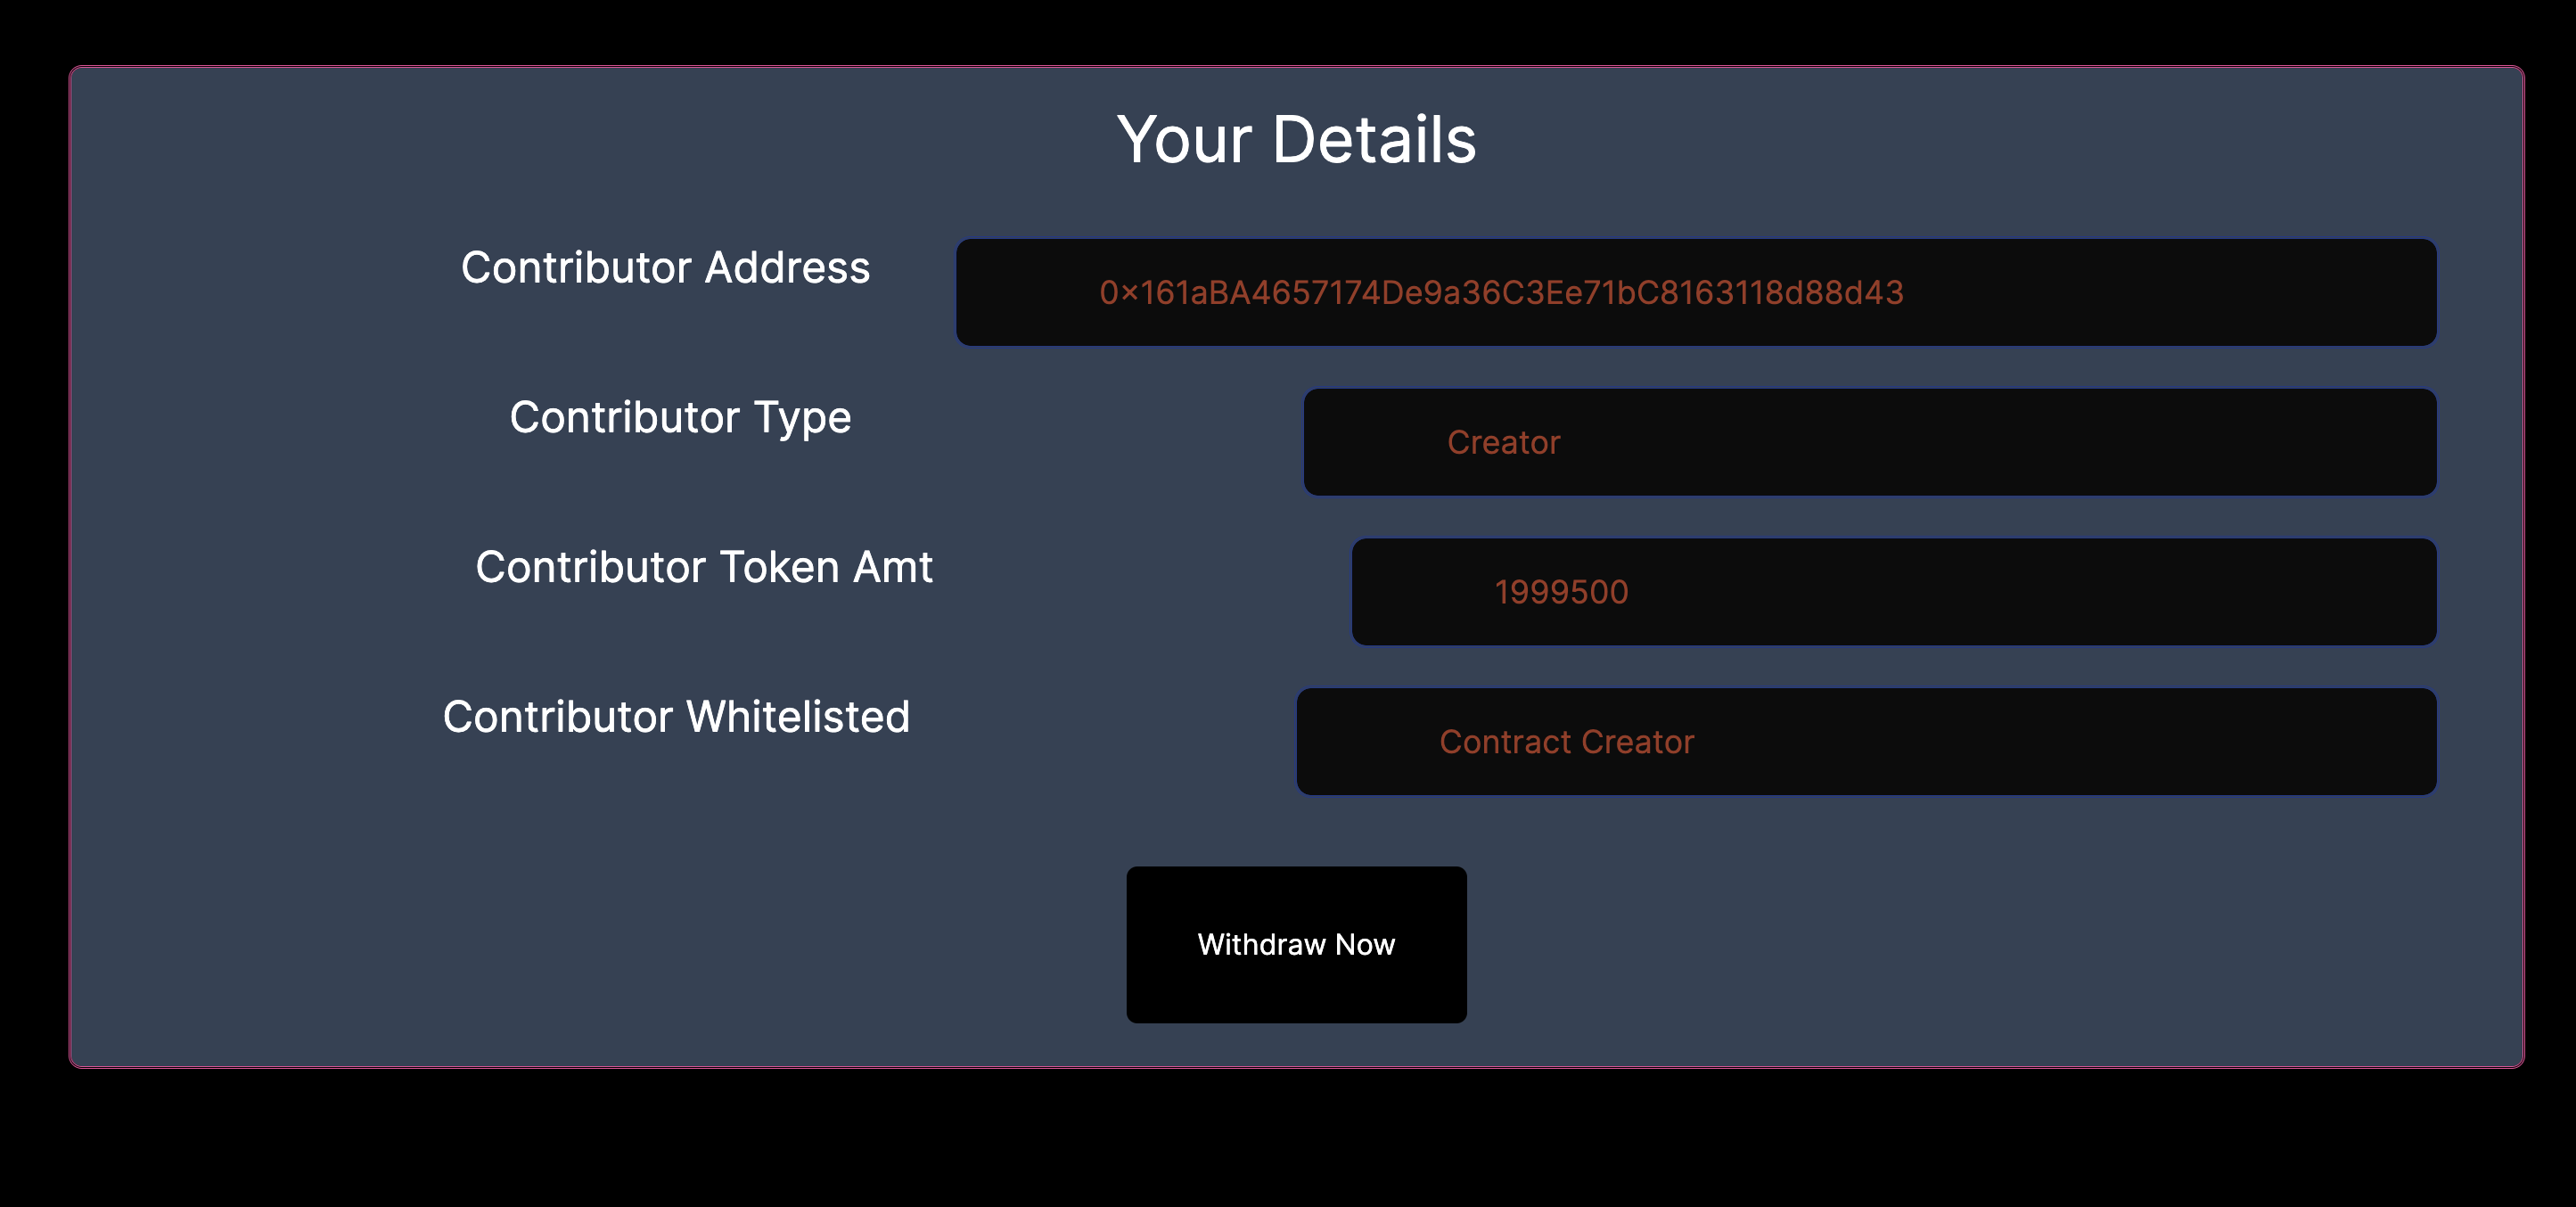 Your Details
Contributor Address
0x161aBA4657174De9a36C3Ee71bC8163118d88d43
Contributor Type
Creator
Contributor Token Amt
1999500
Contributor Whitelisted
Contract Creator
Withdraw Now